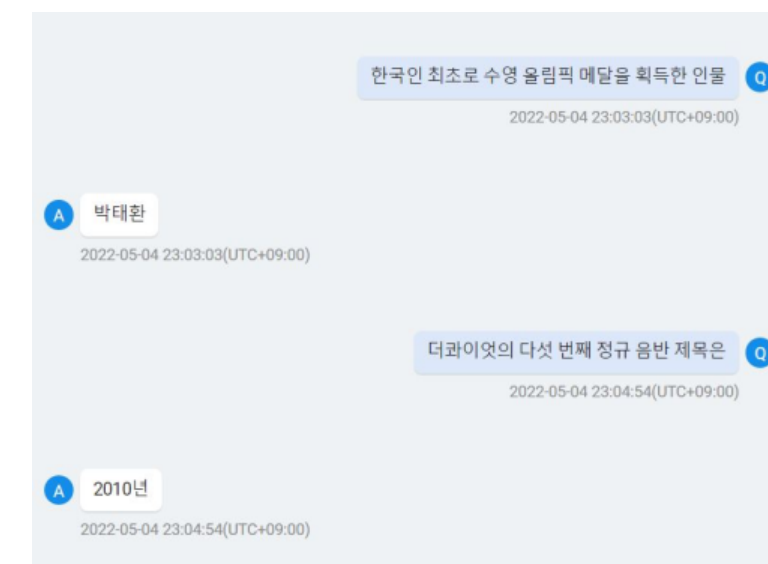 한국인 최초로 수영 올림픽 메달을 획득한 인물
Q
2022-05-04 23:03:03(UTC+09:00)
A
박태환
2022-05-04 23:03:03(UTC+09:00)
더콰이엇의 다섯 번째 정규 음반 제목은
Q
2022-05-04 23:04:54(UTC+09:00)
A
2010년
2022-05-04 23:04:54(UTC+09:00)